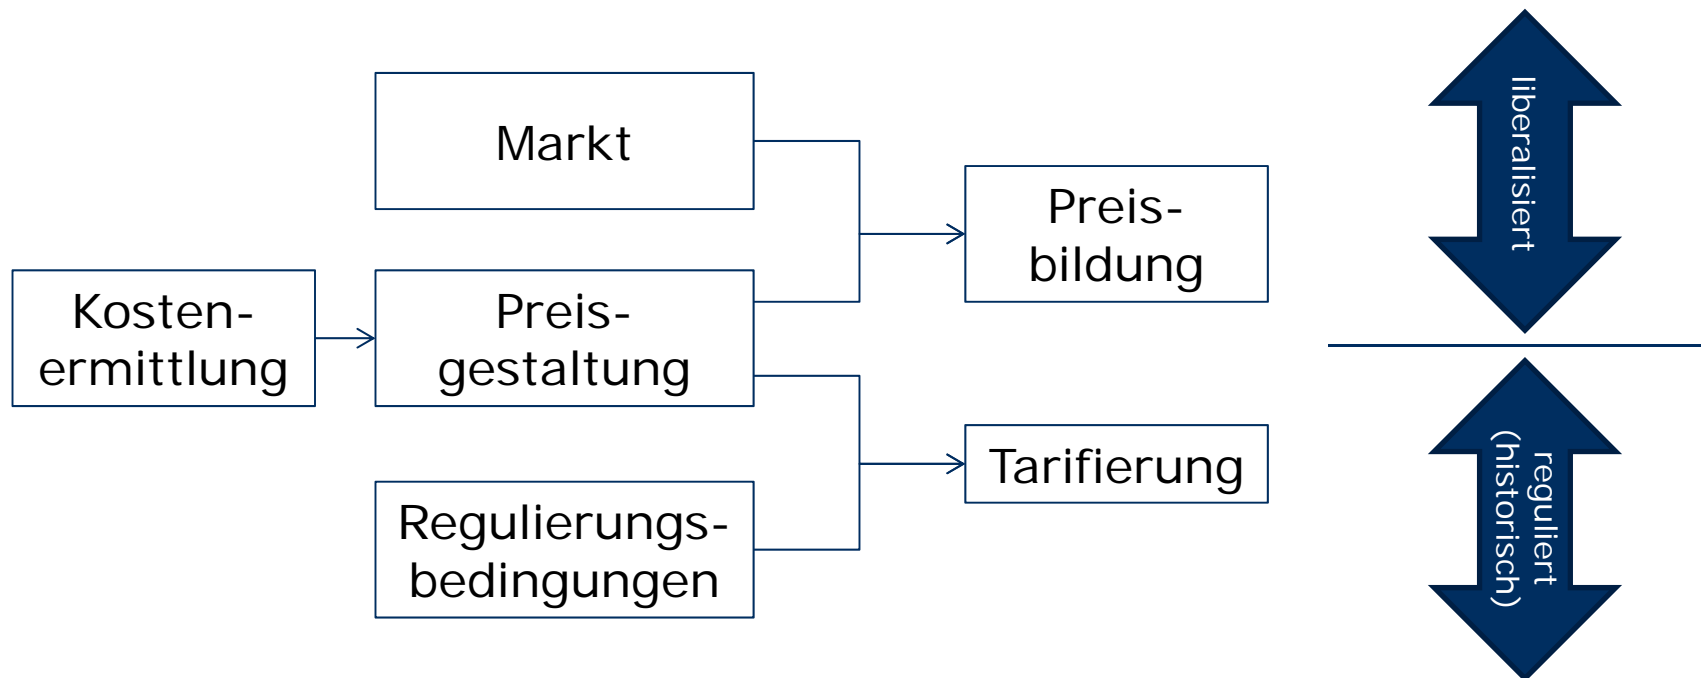 Markt
Preis-
bildung
Kosten-
ermittlung
Preis-
gestaltung
Tarifierung
Regulierungs-
bedingungen
liberalisiert
reguliert
(historisch)